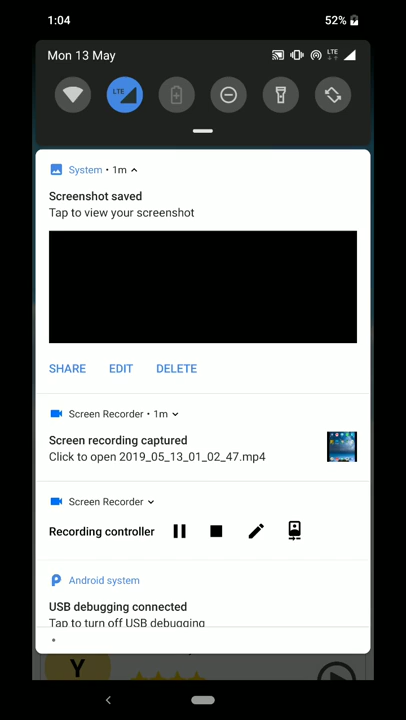 1:04 52%
Mon 13 May LTE
LTE
System • 1m
Screenshot saved
Tap to view your screenshot
SHARE EDIT DELETE
Screen Recorder • 1m
Screen recording captured
Click to open 2019_05_13_01_02_47.mp4
Screen Recorder
Recording controller
Android system
USB debugging connected
Tap to turn off USB debugging
Y